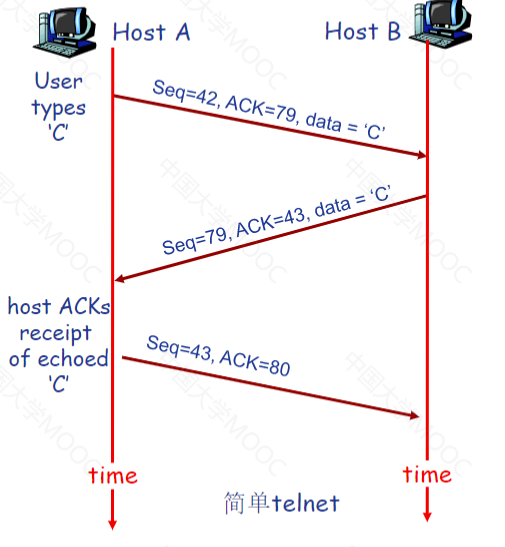 Host A
Host B
User
types
'C'
Seq=42, ACK=79, data = ‘C’
Seq=79, ACK=43, data = ‘C’
host ACKs
receipt
of echoed
'C'
Seq=43, ACK=80
time
time
简单telnet
中国大学MOOC